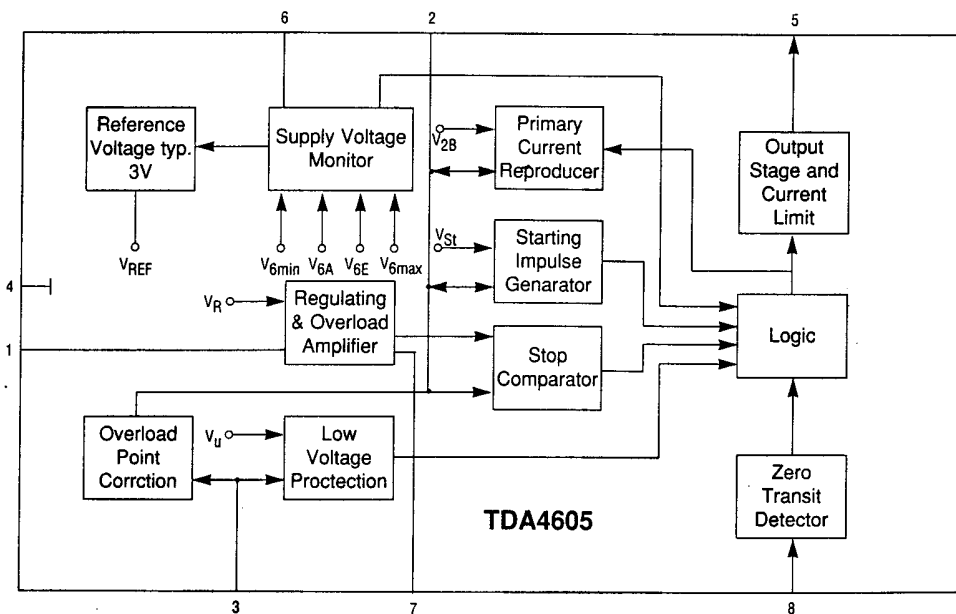 6
2
5
Reference
Voltage typ.
3V
Supply Voltage
Monitor
V2B
Primary
Current
Reproducer
Output
Stage and
Current
Limit
VREF
V6min
V6A
V6E
V6max
VSt
Starting
Impulse
Genarator
4
VR
Regulating
& Overload
Amplifier
Logic
1
Stop
Comparator
Overload
Point
Corrction
Vu
Low
Voltage
Proctection
Zero
Transit
Detector
TDA4605
3
7
8